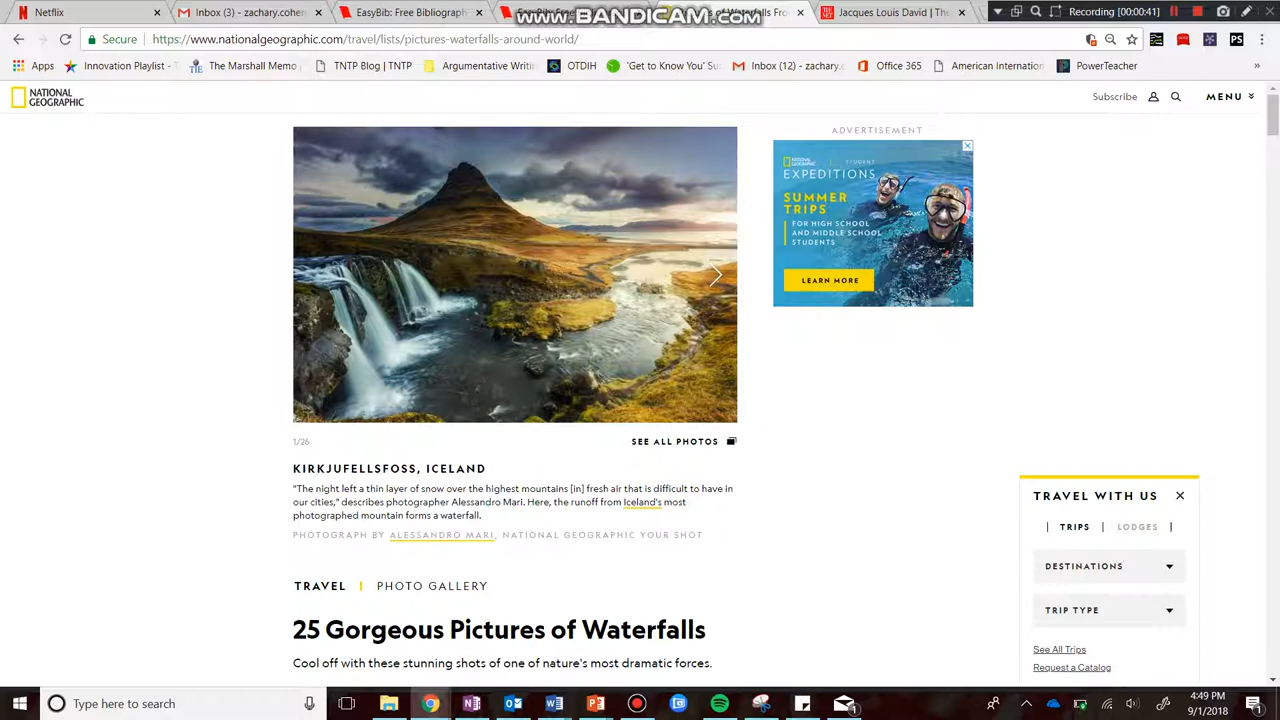 Netflix
Inbox (3) - zachary.cohen
EasyBib: Free Bibliograph
of Waterfalls Fro
Jacques Louis David | The
www.BANDICAM.com
Recording [00:00:41]
Secure
https://www.nationalgeographic.com/travel/lists/pictures-waterfalls-around-world/
Apps
Innovation Playlist - T
The Marshall Memo
TNTP Blog | TNTP
Argumentative Writi
OTDIH
'Get to Know You' Su
Inbox (12) - zachary.
Office 365
American Internation
PowerTeacher
NATIONAL
GEOGRAPHIC
Subscribe
MENU
ADVERTISEMENT
NATIONAL GEOGRAPHIC
STUDENT
EXPEDITIONS
SUMMER
TRIPS
FOR HIGH SCHOOL
AND MIDDLE SCHOOL
STUDENTS
LEARN MORE
1/26
SEE ALL PHOTOS
KIRKJUFELLSFOSS, ICELAND
"The night left a thin layer of snow over the highest mountains [in] fresh air that is difficult to have in
our cities," describes photographer Alessandro Mari. Here, the runoff from Iceland's most
photographed mountain forms a waterfall.
PHOTOGRAPH BY ALESSANDRO MARI, NATIONAL GEOGRAPHIC YOUR SHOT
TRAVEL | PHOTO GALLERY
25 Gorgeous Pictures of Waterfalls
Cool off with these stunning shots of one of nature's most dramatic forces.
TRAVEL WITH US
TRIPS
LODGES
DESTINATIONS
TRIP TYPE
See All Trips
Request a Catalog
Type here to search
4:49 PM
9/1/2018